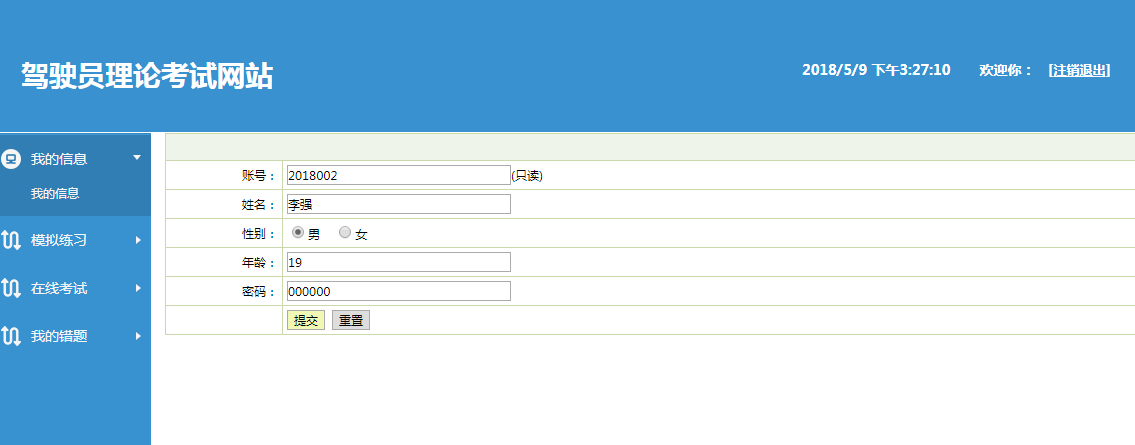 驾驶员理论考试网站
2018/5/9 下午3:27:10 欢迎你： [注销退出]
我的信息
我的信息
模拟练习
在线考试
我的错题
账号： 2018002 (只读)
姓名： 李强
性别： 男 女
年龄： 19
密码： 000000
提交 重置